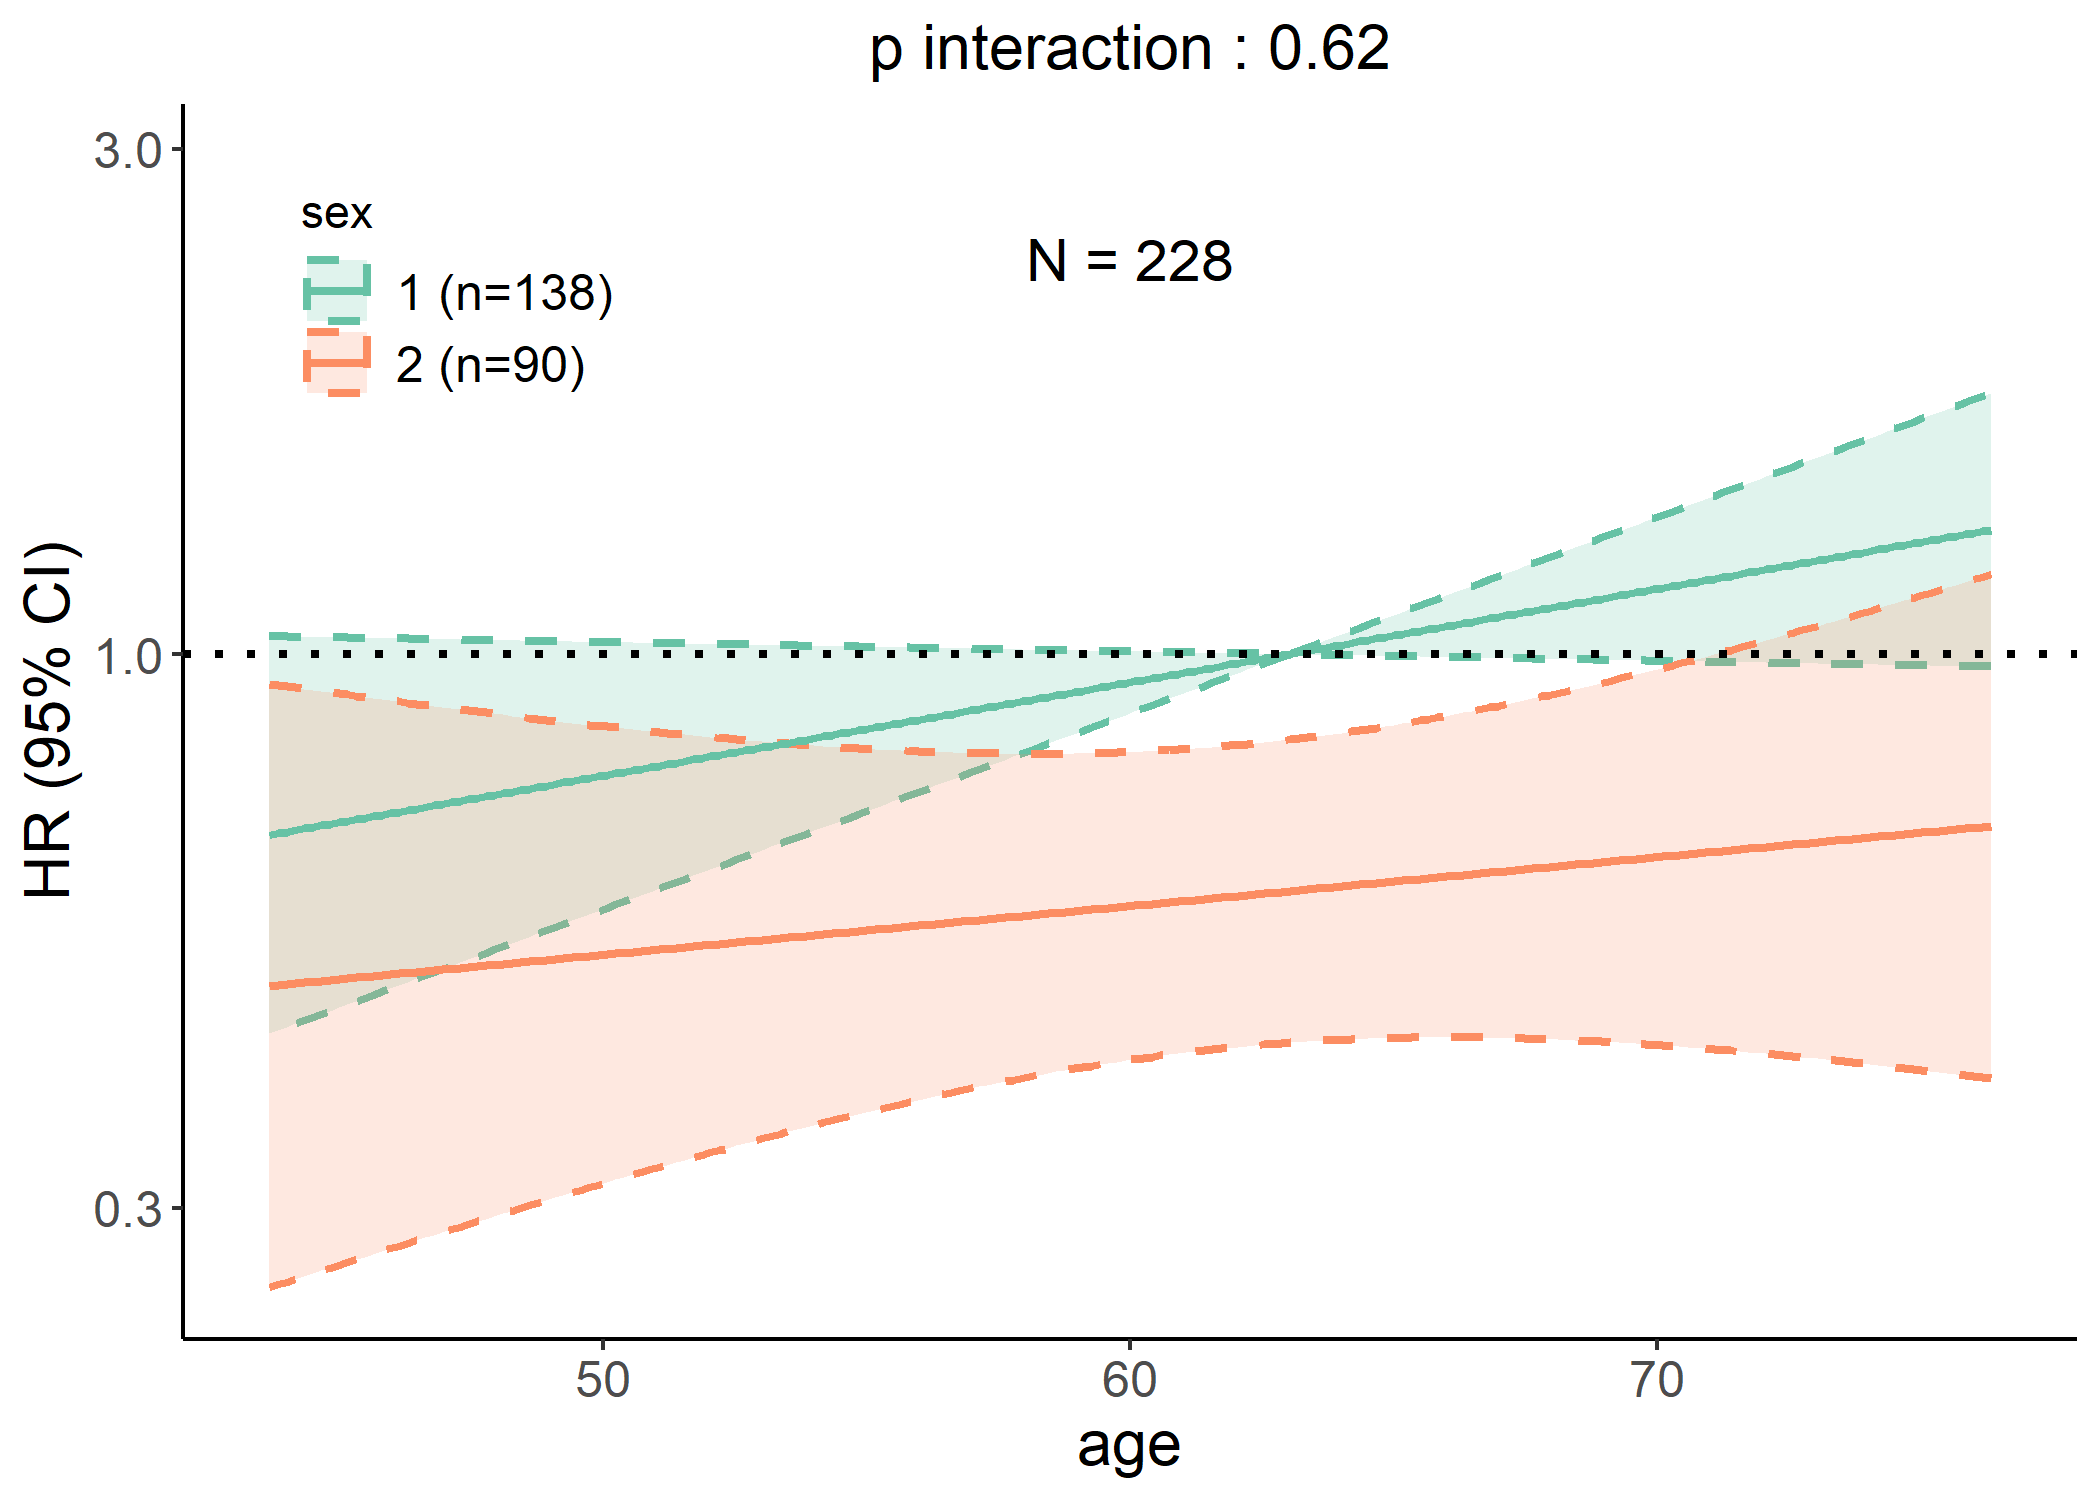 p interaction : 0.62
3.0
sex
N = 228
1 (n=138)
2 (n=90)
1.0
HR (95% CI)
0.3
50 60 70
age